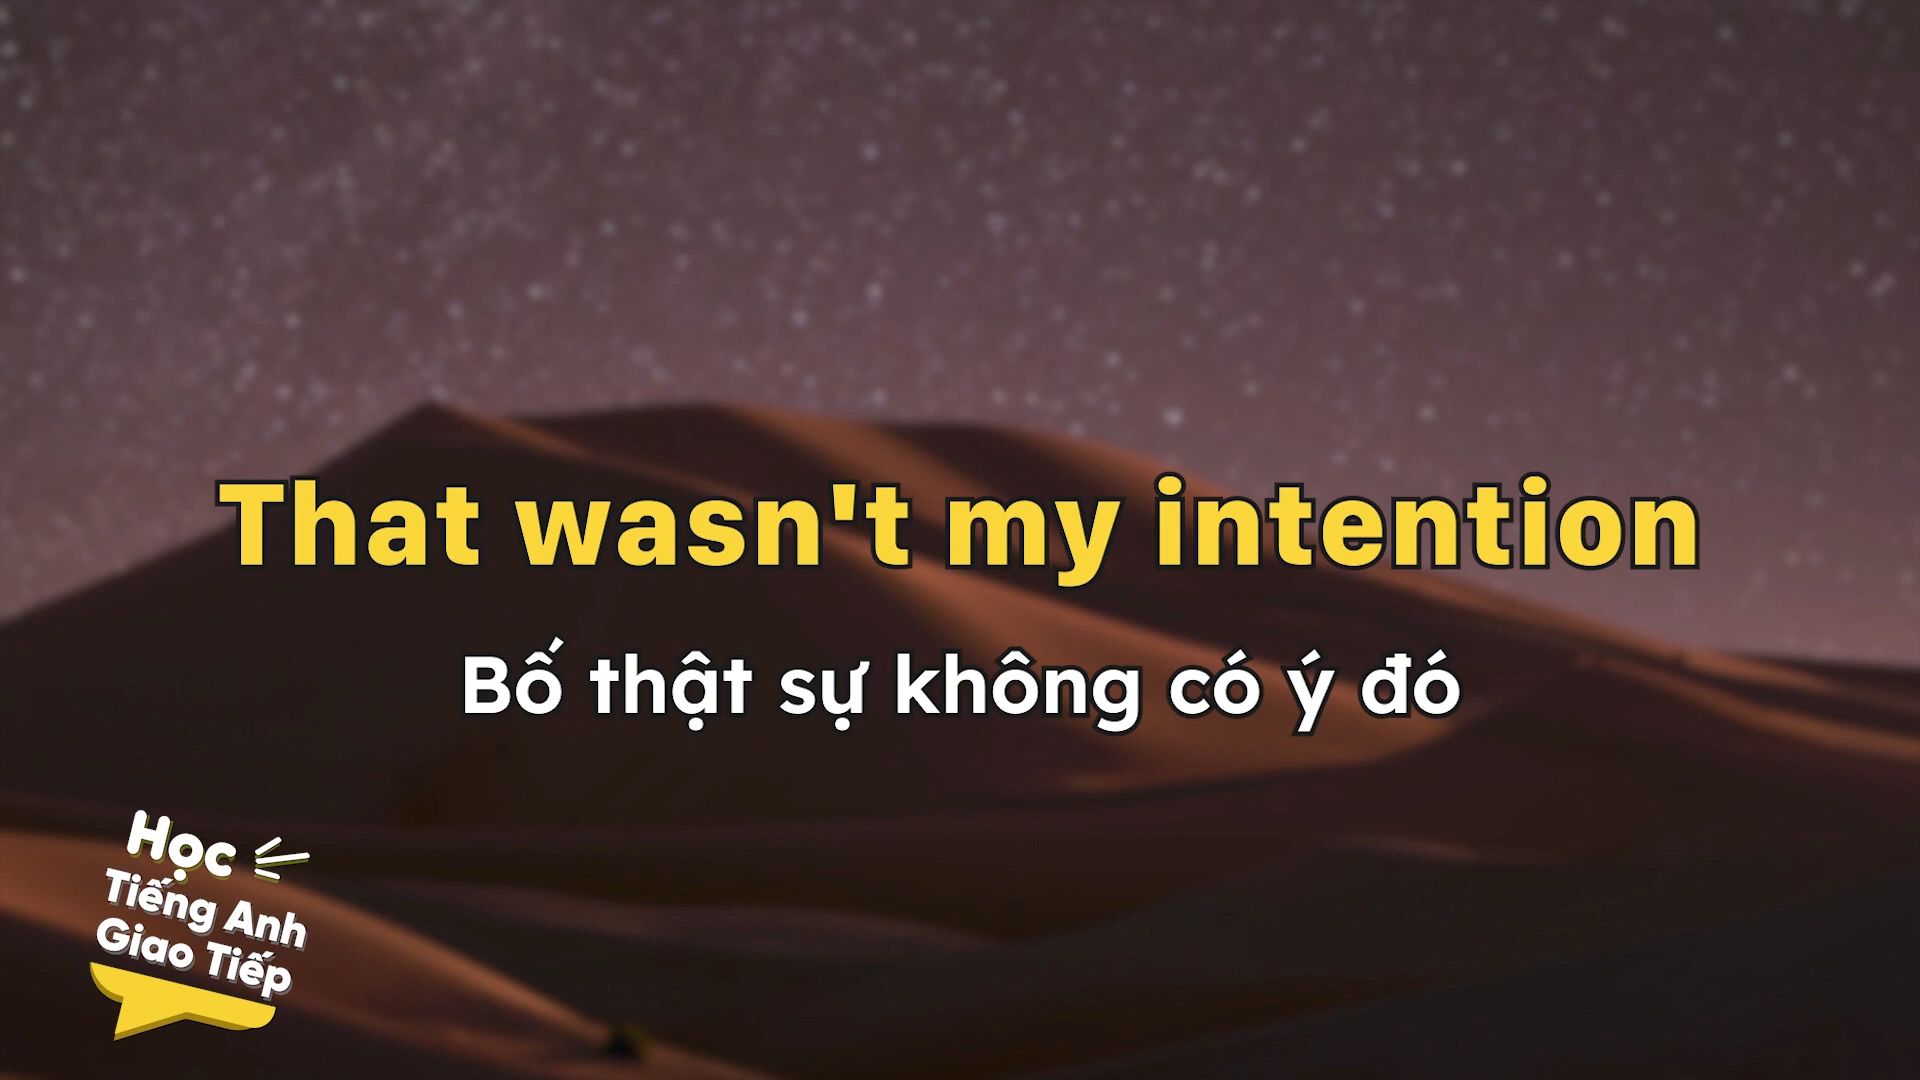 That wasn't my intention
Bố thật sự không có ý đó
Học
Tiếng Anh
Giao Tiếp